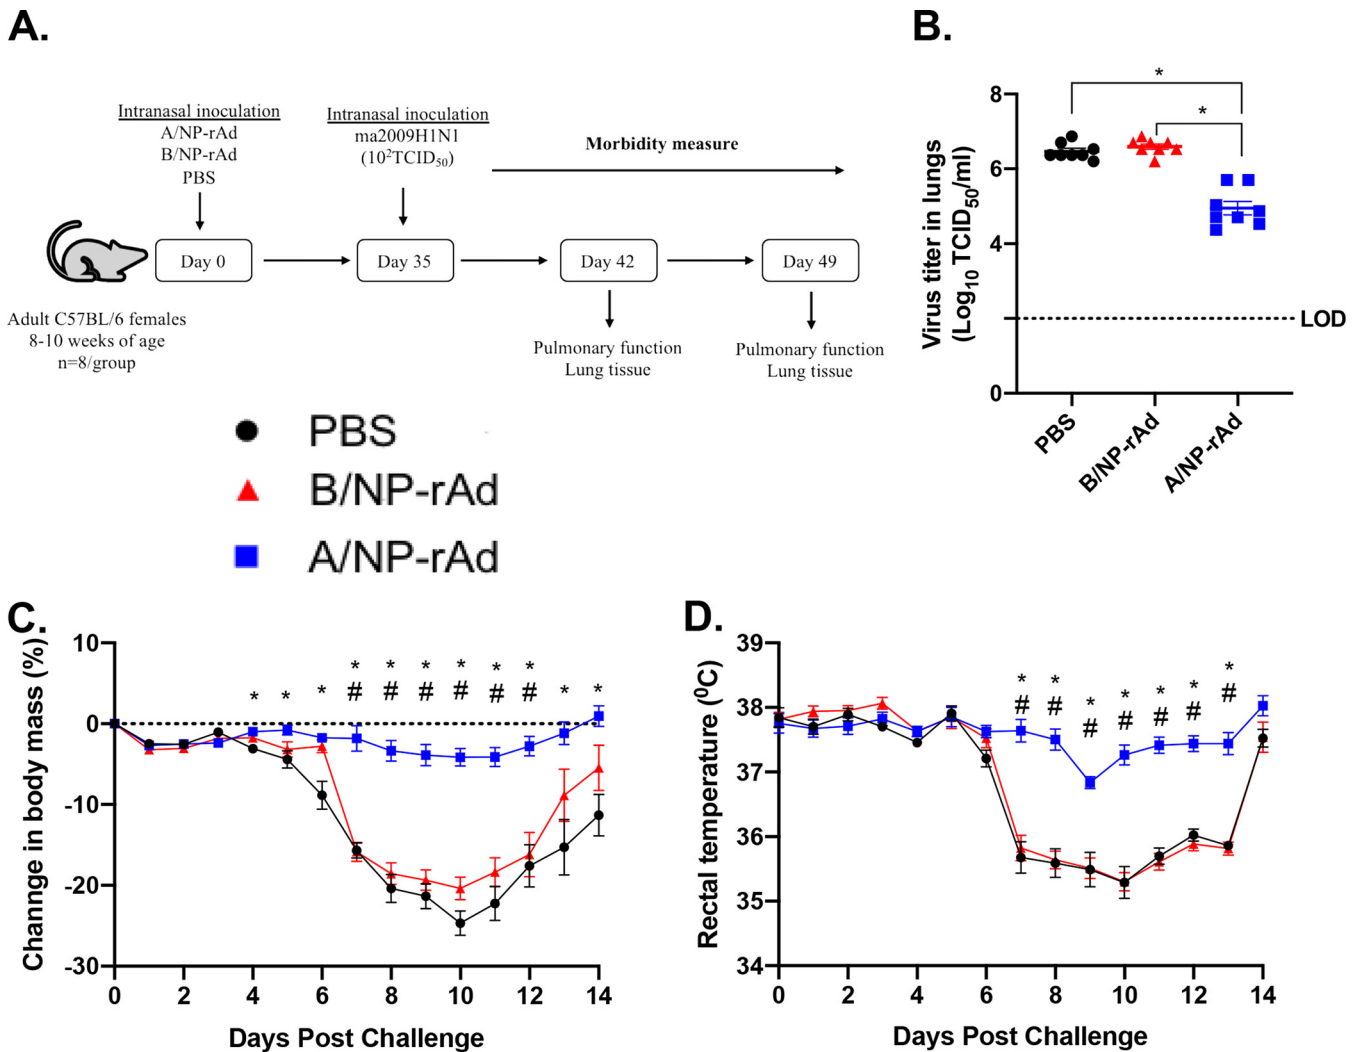 A.
Intranasal inoculation
A/NP-rAd
B/NP-rAd
PBS
Intranasal inoculation
ma2009H1N1
(10²TCID₅₀)
Morbidity measure
Day 0
Day 35
Day 42
Day 49
Adult C57BL/6 females
8-10 weeks of age
n=8/group
Pulmonary function
Lung tissue
Pulmonary function
Lung tissue
B.
Virus titer in lungs
(Log₁₀ TCID₅₀/ml)
8
6
4
0
*
*
LOD
PBS
B/NP-rAd
A/NP-rAd
PBS
B/NP-rAd
A/NP-rAd
C.
Channge in body mass (%)
10
0
-10
-20
-30
* * * * * * * * * * *
# # # # # #
0 2 4 6 8 10 12 14
Days Post Challenge
D.
Rectal temperature (⁰C)
39
38
37
36
35
34
* * * * * * *
# # # # # # #
0 2 4 6 8 10 12 14
Days Post Challenge